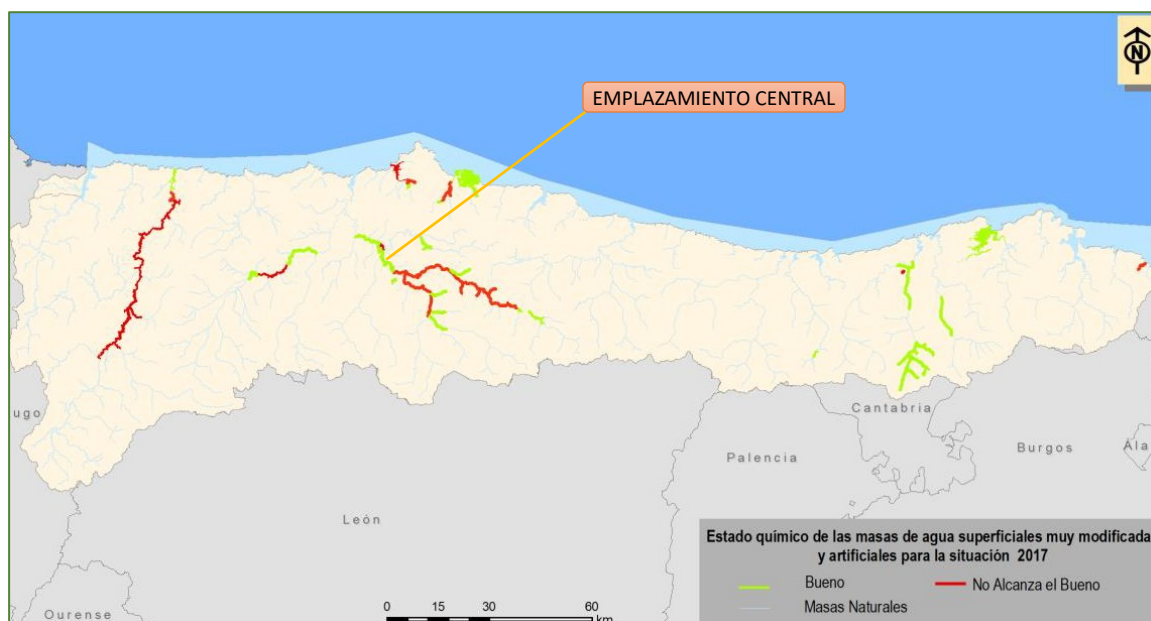 N
EMPLAZAMIENTO CENTRAL
ugo
Cantabria
Burgos
Ála
Palencia
León
Ourense
0 15 30 60
km
Estado químico de las masas de agua superficiales muy modificada
y artificiales para la situación 2017
Bueno
No Alcanza el Bueno
Masas Naturales